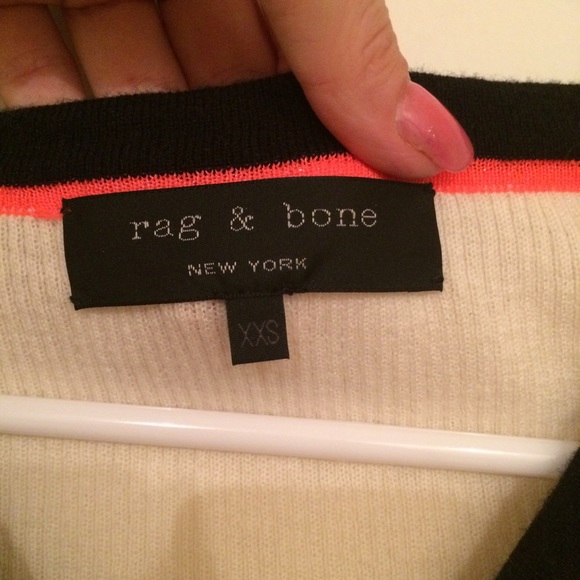 rag & bone
NEW YORK
XXS